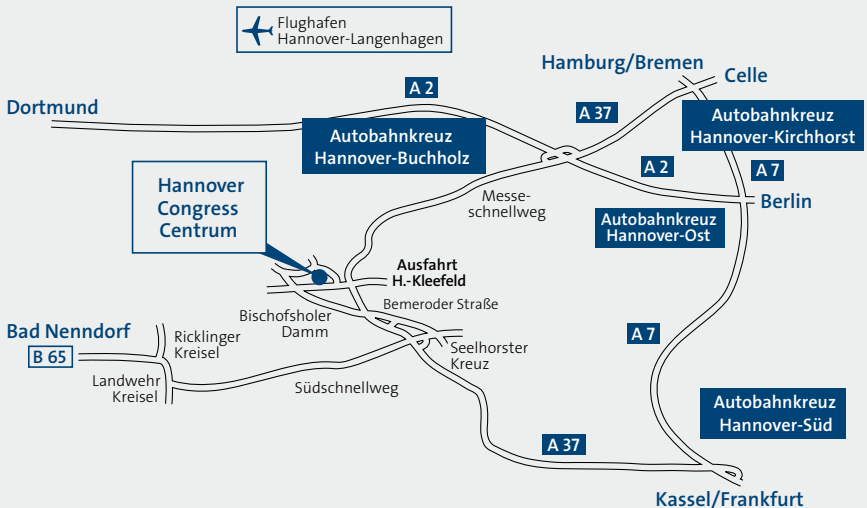 Flughafen
Hannover-Langenhagen
Hamburg/Bremen
Celle
A 2
Dortmund
A 37
Autobahnkreuz
Hannover-Kirchhorst
Autobahnkreuz
Hannover-Buchholz
A 2
A 7
Hannover
Congress
Centrum
Messe-
schnellweg
Berlin
Autobahnkreuz
Hannover-Ost
Ausfahrt
H.-Kleefeld
Bemeroder Straße
Bischofsholer
Damm
Bad Nenndorf
B 65
Ricklinger
Kreisel
Seelhorster
Kreuz
A 7
Landwehr
Kreisel
Südschnellweg
Autobahnkreuz
Hannover-Süd
A 37
Kassel/Frankfurt